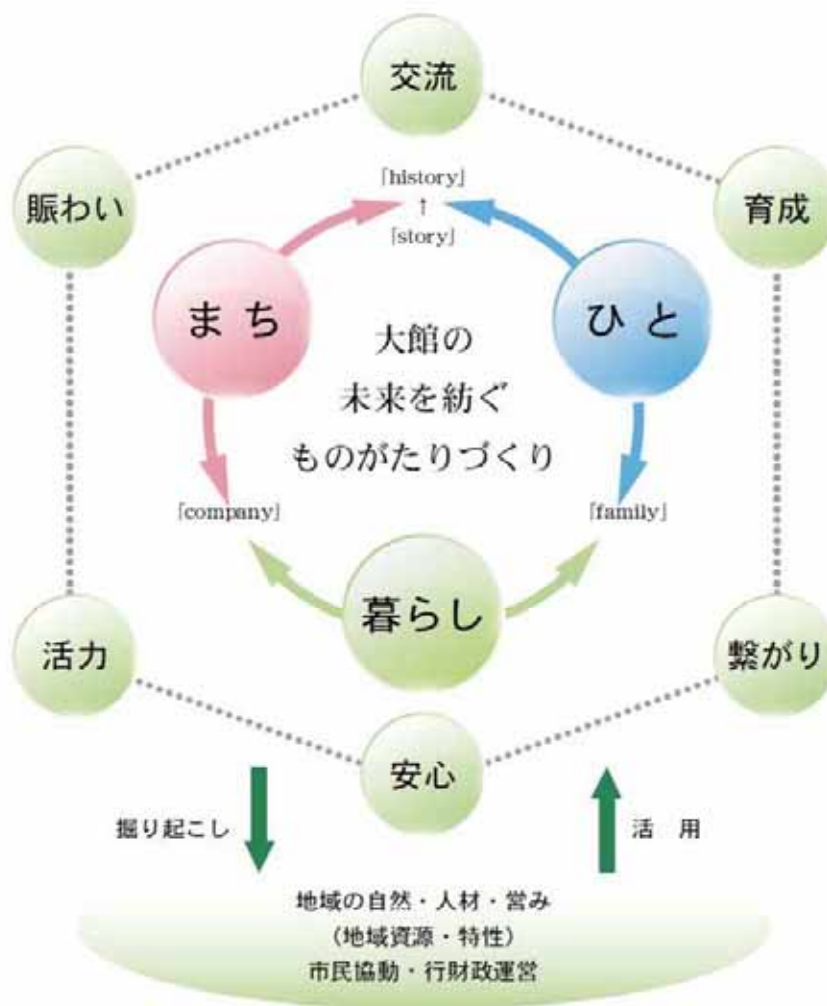 交流
賑わい
育成
「history」
↑
「story」
まち
ひと
大館の
未来を紡ぐ
ものがたりづくり
「company」
「family」
暮らし
活力
繋がり
安心
掘り起こし
活　用
地域の自然・人材・営み
（地域資源・特性）
市民協動・行財政運営